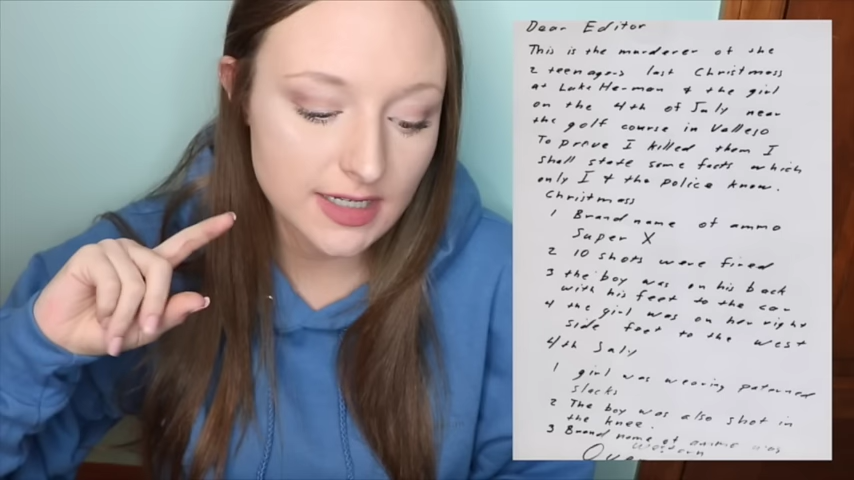 Dear Editor
This is the murderer of the
2 teenagers last Christmass
at Lake Herman & the girl
on the 4th of July near
the golf course in Vallejo
To prove I killed them I
shall state some facts which
only I & the police know.
Christmass
1 Brand name of ammo
Super X
2 10 shots were fired
3 the boy was on his back
with his feet to the car
4 the girl was on her right
side feet to the west
4th July
1 girl was wearing paterned
slacks
2 The boy was also shot in
the knee.
3 Brand name of ammo was
Western